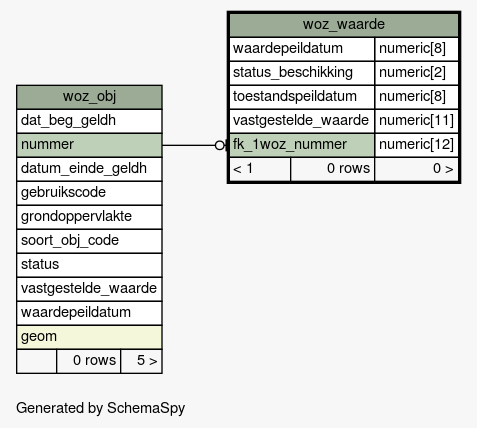 woz_waarde
waardepeildatum numeric[8]
status_beschikking numeric[2]
toestandspeildatum numeric[8]
vastgestelde_waarde numeric[11]
fk_1woz_nummer numeric[12]
< 1 0 rows 0 >
woz_obj
dat_beg_geldh
nummer
datum_einde_geldh
gebruikscode
grondoppervlakte
soort_obj_code
status
vastgestelde_waarde
waardepeildatum
geom
0 rows 5 >
Generated by SchemaSpy